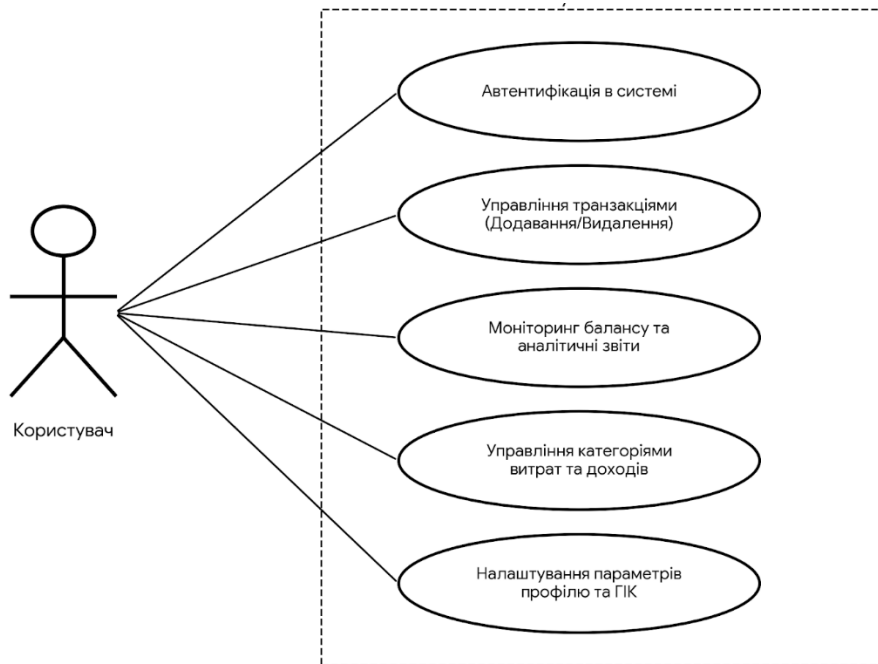 Автентифікація в системі
Управління транзакціями
(Додавання/Видалення)
Моніторинг балансу та
аналітичні звіти
Користувач
Управління категоріями
витрат та доходів
Налаштування параметрів
профілю та ГІК